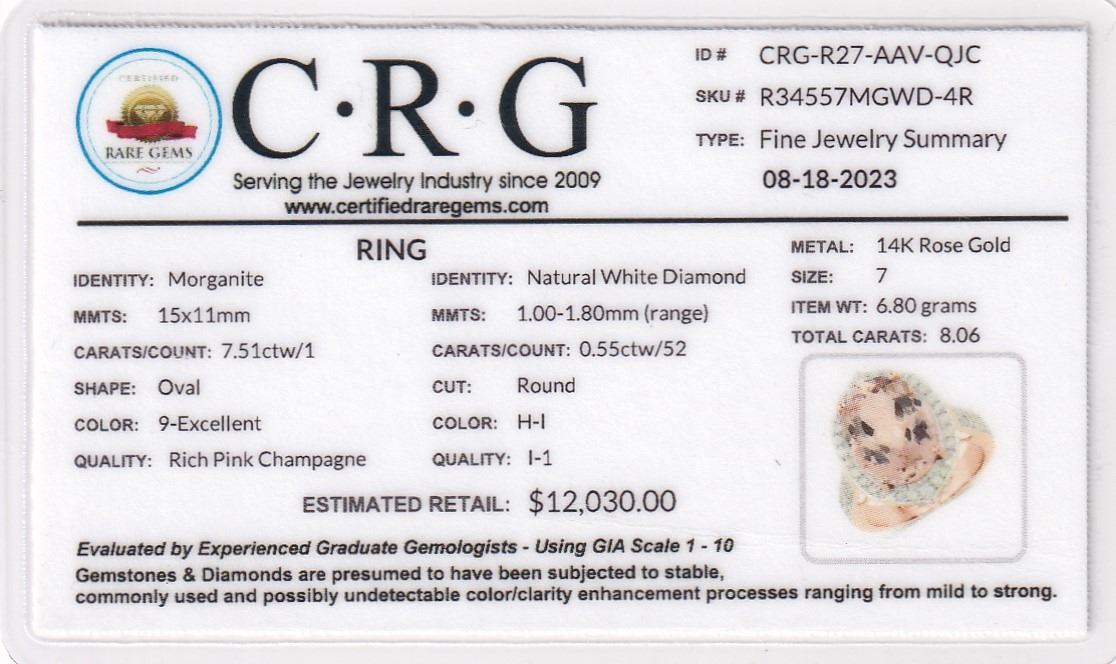 CERTIFIED
RARE GEMS
C·R·G
Serving the Jewelry Industry since 2009
www.certifiedraregems.com
ID # CRG-R27-AAV-QJC
SKU # R34557MGWD-4R
TYPE: Fine Jewelry Summary
08-18-2023
RING
IDENTITY: Morganite
MMTS: 15x11mm
CARATS/COUNT: 7.51ctw/1
SHAPE: Oval
COLOR: 9-Excellent
QUALITY: Rich Pink Champagne
IDENTITY: Natural White Diamond
MMTS: 1.00-1.80mm (range)
CARATS/COUNT: 0.55ctw/52
CUT: Round
COLOR: H-I
QUALITY: I-1
METAL: 14K Rose Gold
SIZE: 7
ITEM WT: 6.80 grams
TOTAL CARATS: 8.06
ESTIMATED RETAIL: $12,030.00
Evaluated by Experienced Graduate Gemologists - Using GIA Scale 1 - 10
Gemstones & Diamonds are presumed to have been subjected to stable,
commonly used and possibly undetectable color/clarity enhancement processes ranging from mild to strong.